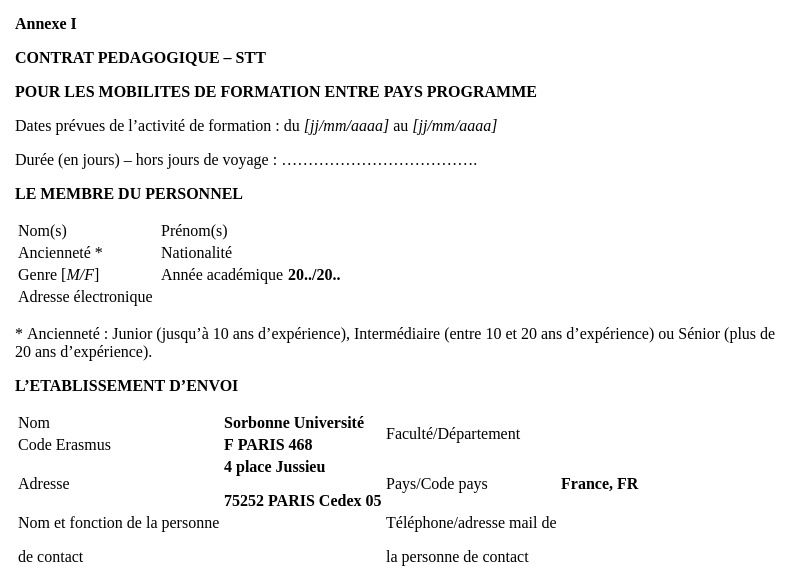 Annexe I
CONTRAT PEDAGOGIQUE – STT
POUR LES MOBILITES DE FORMATION ENTRE PAYS PROGRAMME
Dates prévues de l’activité de formation : du [jj/mm/aaaa] au [jj/mm/aaaa]
Durée (en jours) – hors jours de voyage : ……………………………….
LE MEMBRE DU PERSONNEL
Nom(s) Prénom(s)
Ancienneté * Nationalité
Genre [M/F] Année académique 20../20..
Adresse électronique
* Ancienneté : Junior (jusqu’à 10 ans d’expérience), Intermédiaire (entre 10 et 20 ans d’expérience) ou Sénior (plus de
20 ans d’expérience).
L’ETABLISSEMENT D’ENVOI
Nom Sorbonne Université
Faculté/Département
Code Erasmus F PARIS 468
4 place Jussieu
Adresse Pays/Code pays France, FR
75252 PARIS Cedex 05
Nom et fonction de la personne Téléphone/adresse mail de
de contact la personne de contact